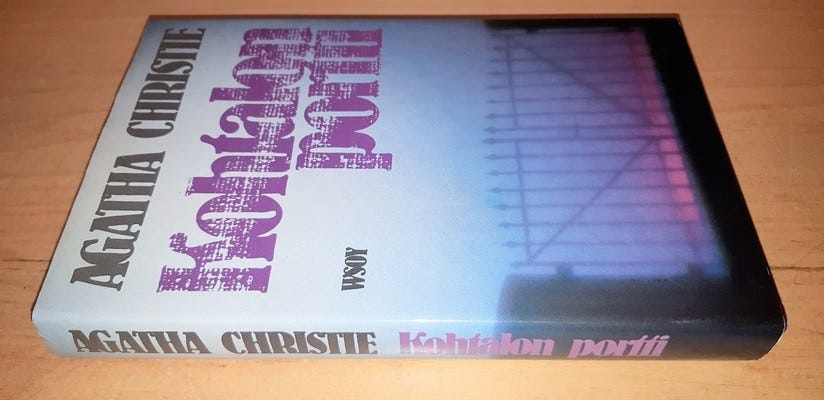 AGATHA CHRISTIE
Kohtalon
portti
WSOY
AGATHA CHRISTIE Kohtalon portti